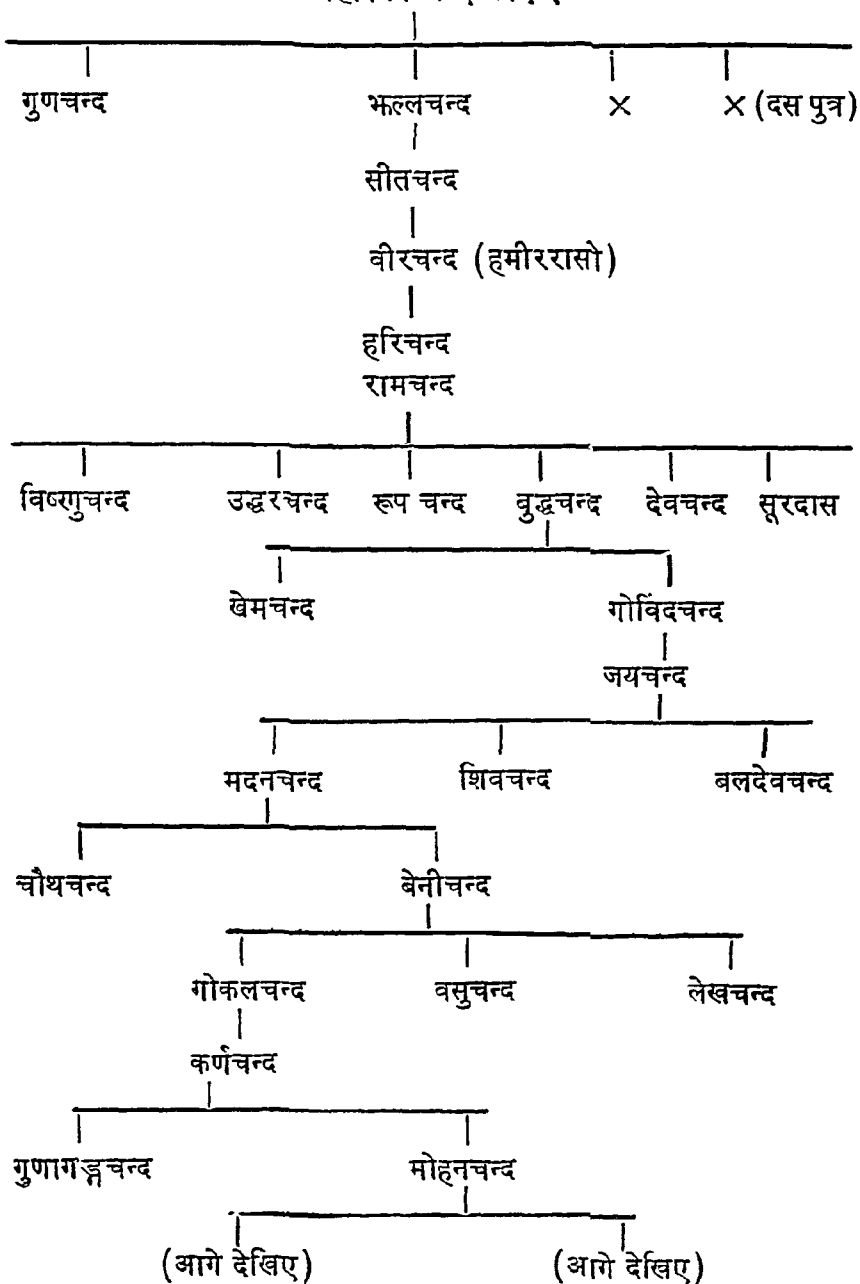 गुणचन्द झल्लचन्द × × (दस पुत्र)
सीतचन्द
वीरचन्द (हमीररासो)
हरिचन्द
रामचन्द
विष्णुचन्द उद्धरचन्द रूप चन्द वुद्धचन्द देवचन्द सूरदास
खेमचन्द गोविंदचन्द
जयचन्द
मदनचन्द शिवचन्द बलदेवचन्द
चौथचन्द बेनीचन्द
गोकलचन्द वसुचन्द लेखचन्द
कर्णचन्द
गुणागङ्गचन्द मोहनचन्द
(आगे देखिए) (आगे देखिए)